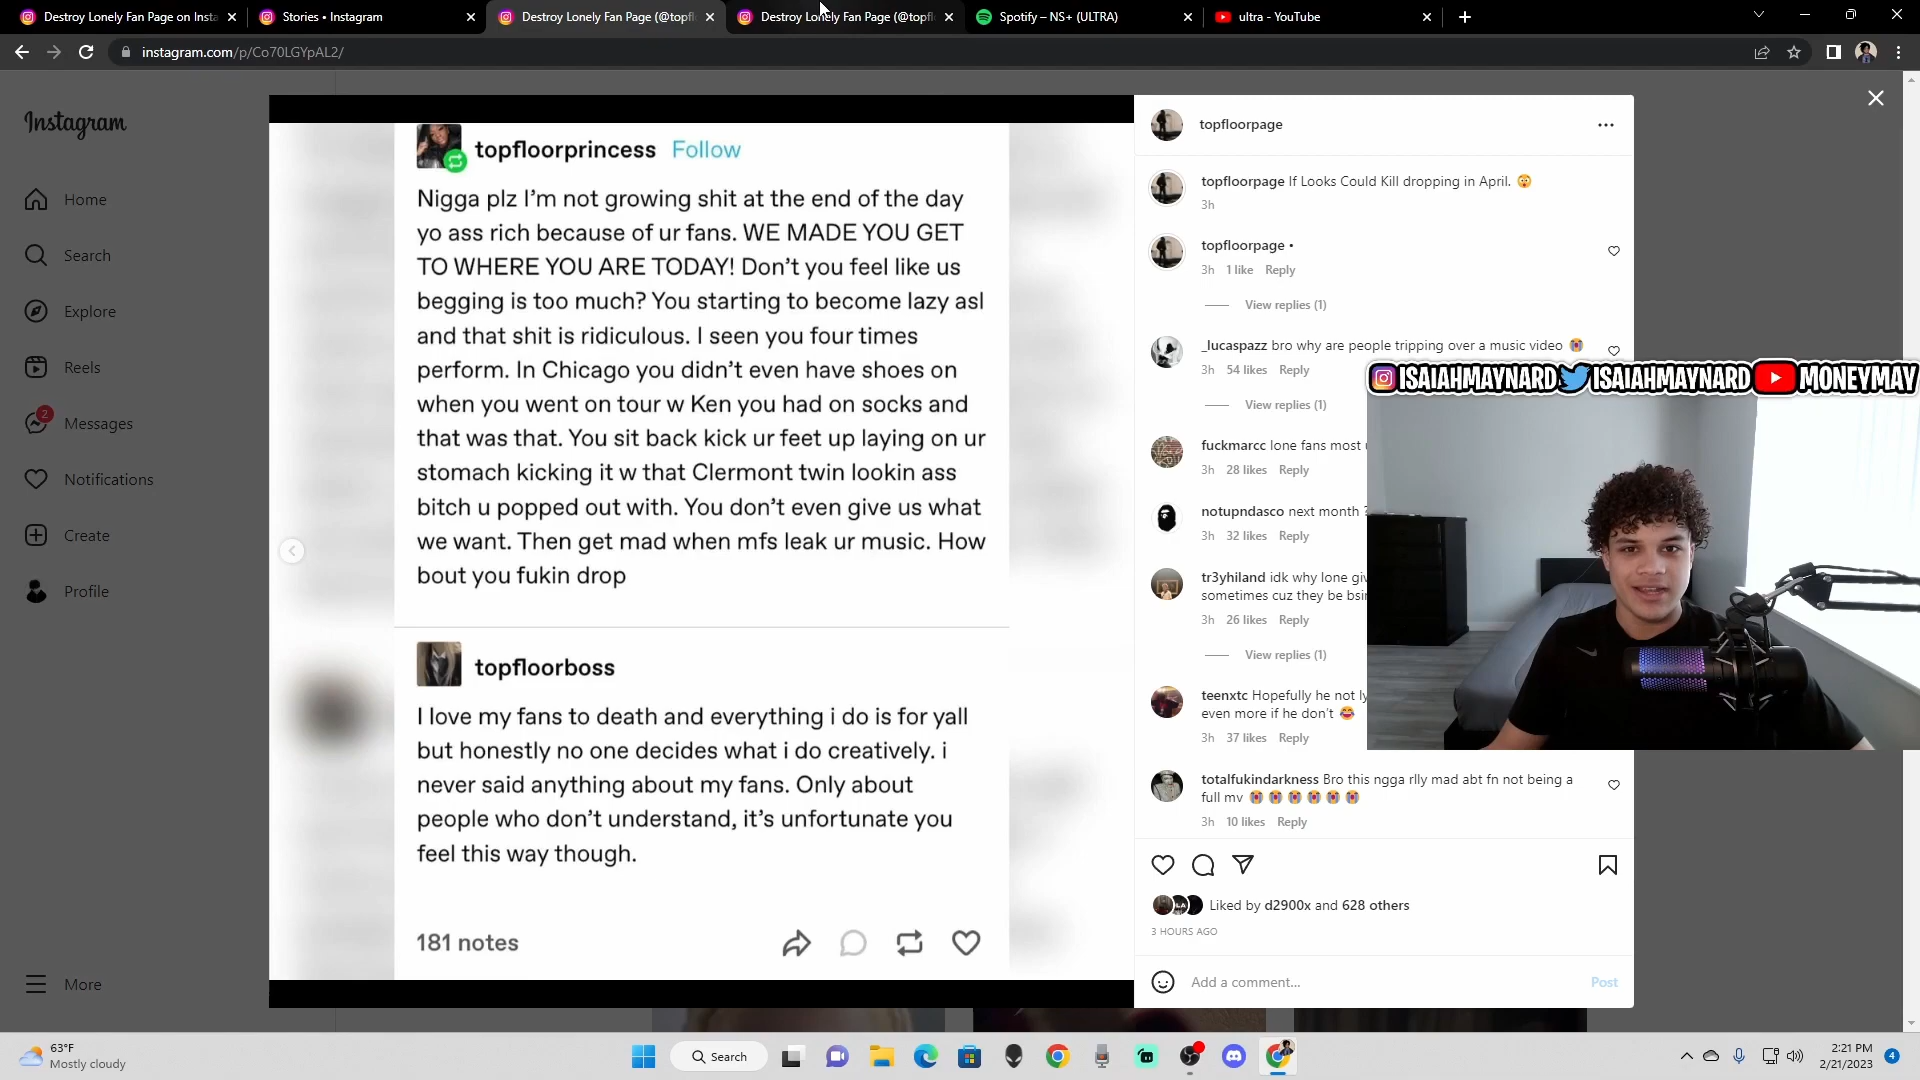 Destroy Lonely Fan Page on Insta
Stories • Instagram
Destroy Lonely Fan Page (@topfl
Destroy Lonely Fan Page (@topfl
Spotify – NS+ (ULTRA)
ultra - YouTube
instagram.com/p/Co70LGYpAL2/
Instagram
Home
Search
Explore
Reels
2
Messages
Notifications
Create
Profile
More
topfloorprincess Follow
Nigga plz I'm not growing shit at the end of the day
yo ass rich because of ur fans. WE MADE YOU GET
TO WHERE YOU ARE TODAY! Don't you feel like us
begging is too much? You starting to become lazy asl
and that shit is ridiculous. I seen you four times
perform. In Chicago you didn't even have shoes on
when you went on tour w Ken you had on socks and
that was that. You sit back kick ur feet up laying on ur
stomach kicking it w that Clermont twin lookin ass
bitch u popped out with. You don't even give us what
we want. Then get mad when mfs leak ur music. How
bout you fukin drop
topfloorboss
I love my fans to death and everything i do is for yall
but honestly no one decides what i do creatively. i
never said anything about my fans. Only about
people who don't understand, it's unfortunate you
feel this way though.
181 notes
topfloorpage
topfloorpage If Looks Could Kill dropping in April. 😲
3h
topfloorpage •
3h 1 like Reply
View replies (1)
_lucaspazz bro why are people tripping over a music video 😭
3h 54 likes Reply
View replies (1)
fuckmarcc lone fans most
3h 28 likes Reply
notupndasco next month ?
3h 32 likes Reply
tr3yhiland idk why lone giv
sometimes cuz they be bsi
3h 26 likes Reply
View replies (1)
teenxtc Hopefully he not ly
even more if he don't 😂
3h 37 likes Reply
totalfukindarkness Bro this ngga rlly mad abt fn not being a
full mv 😭😭😭😭😭😭
3h 10 likes Reply
Liked by d2900x and 628 others
3 HOURS AGO
Add a comment... Post
ISAIAHMAYNARD ISAIAHMAYNARD MONEYMAY
63°F
Mostly cloudy
Search
2:21 PM
2/21/2023
4